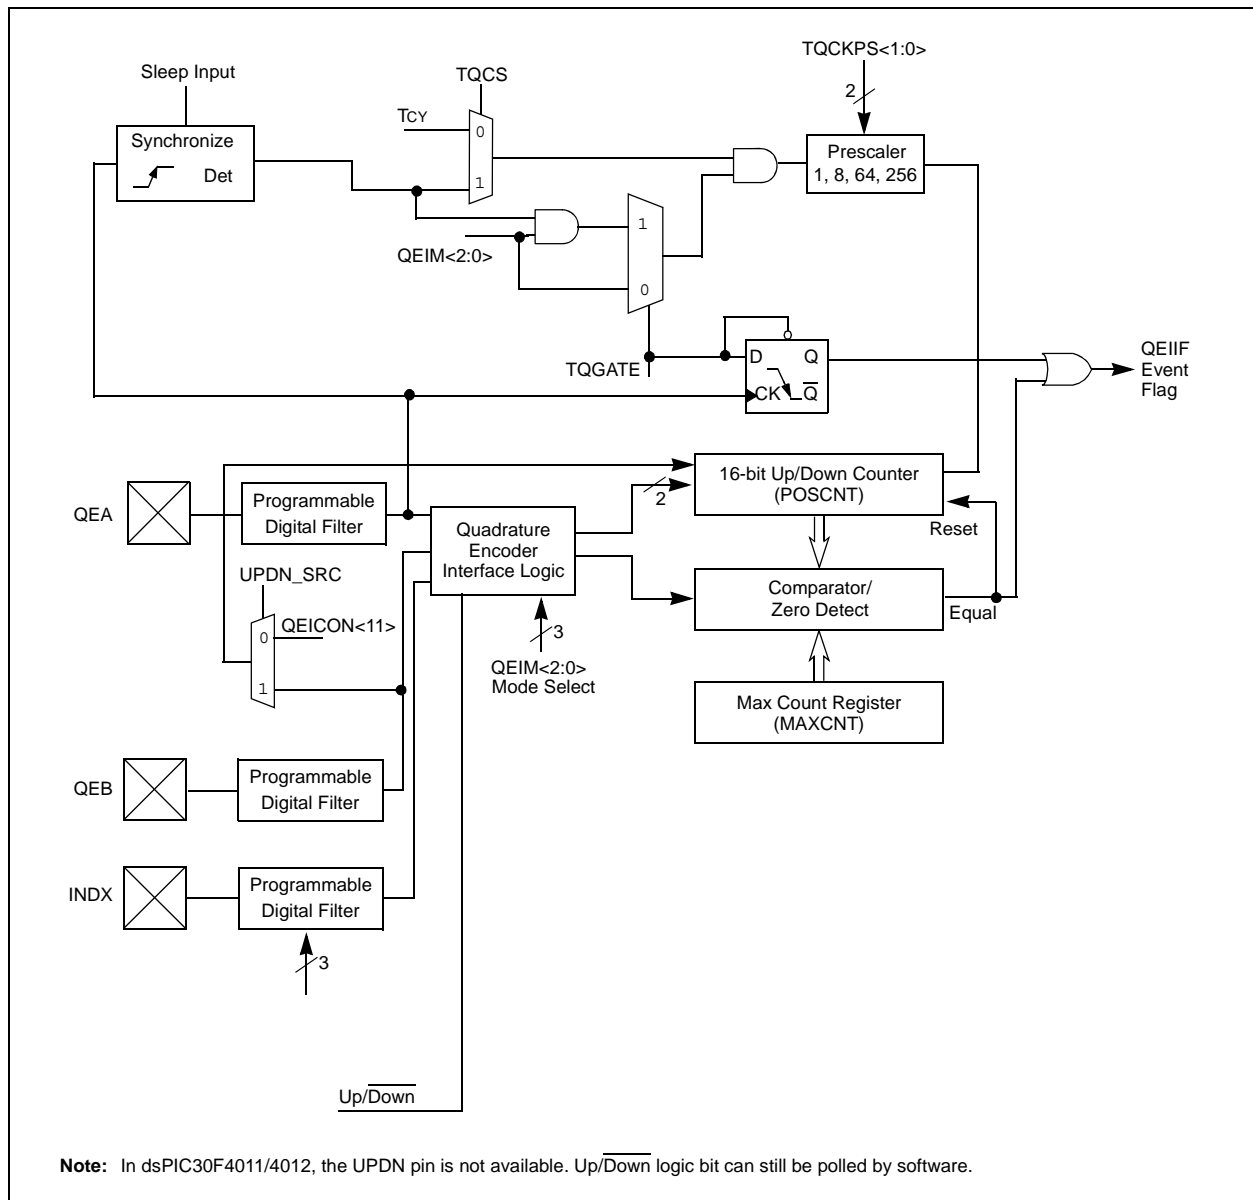 TQCKPS<1:0>
Sleep Input
TQCS
2
TCY
0
Synchronize
Det
1
Prescaler
1, 8, 64, 256
QEIM<2:0>
1
0
TQGATE
D Q
CK Q
QEIIF
Event
Flag
QEA
Programmable
Digital Filter
2
16-bit Up/Down Counter
(POSCNT)
Reset
Quadrature
Encoder
Interface Logic
UPDN_SRC
0
QEICON<11>
1
3
QEIM<2:0>
Mode Select
Comparator/
Zero Detect
Equal
Max Count Register
(MAXCNT)
QEB
Programmable
Digital Filter
INDX
Programmable
Digital Filter
3
Up/Down
Note: In dsPIC30F4011/4012, the UPDN pin is not available. Up/Down logic bit can still be polled by software.